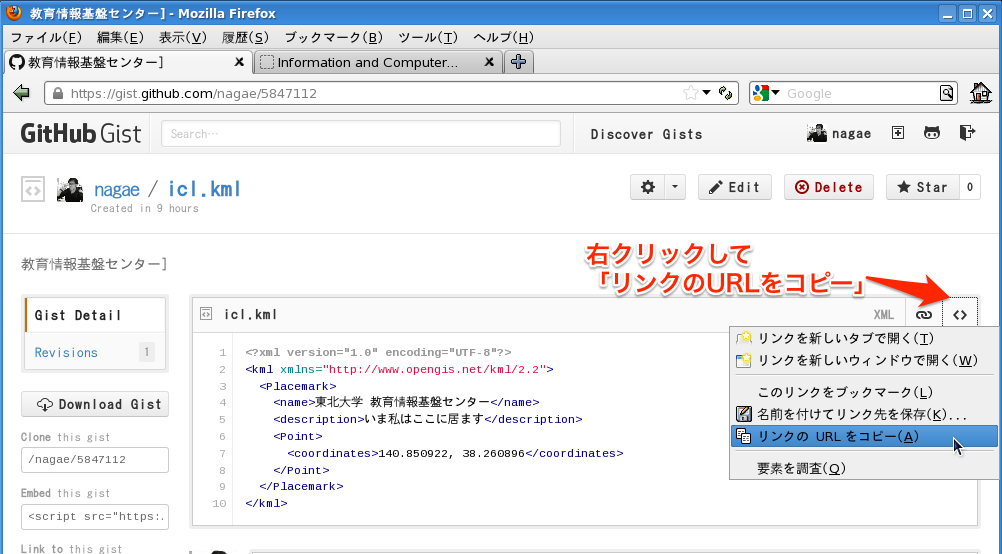 教育情報基盤センター] - Mozilla Firefox
ファイル(F) 編集(E) 表示(V) 履歴(S) ブックマーク(B) ツール(T) ヘルプ(H)
教育情報基盤センター] Information and Computer...
https://gist.github.com/nagae/5847112 Google
GitHub Gist Search... Discover Gists nagae
nagae / icl.kml Edit Delete Star 0
Created in 9 hours
教育情報基盤センター]
右クリックして
「リンクのURLをコピー」
Gist Detail
Revisions 1
Download Gist
Clone this gist
/nagae/5847112
Embed this gist
<script src="https:.
Link to this gist
icl.kml XML <>
1 <?xml version="1.0" encoding="UTF-8"?>
2 <kml xmlns="http://www.opengis.net/kml/2.2">
3 <Placemark>
4 <name>東北大学 教育情報基盤センター</name>
5 <description>いま私はここに居ます</description>
6 <Point>
7 <coordinates>140.850922, 38.260896</coordinates>
8 </Point>
9 </Placemark>
10 </kml>
リンクを新しいタブで開く(T)
リンクを新しいウィンドウで開く(W)
このリンクをブックマーク(L)
名前を付けてリンク先を保存(K)...
リンクの URL をコピー(A)
要素を調査(Q)